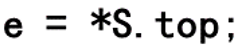 e = *S.top;